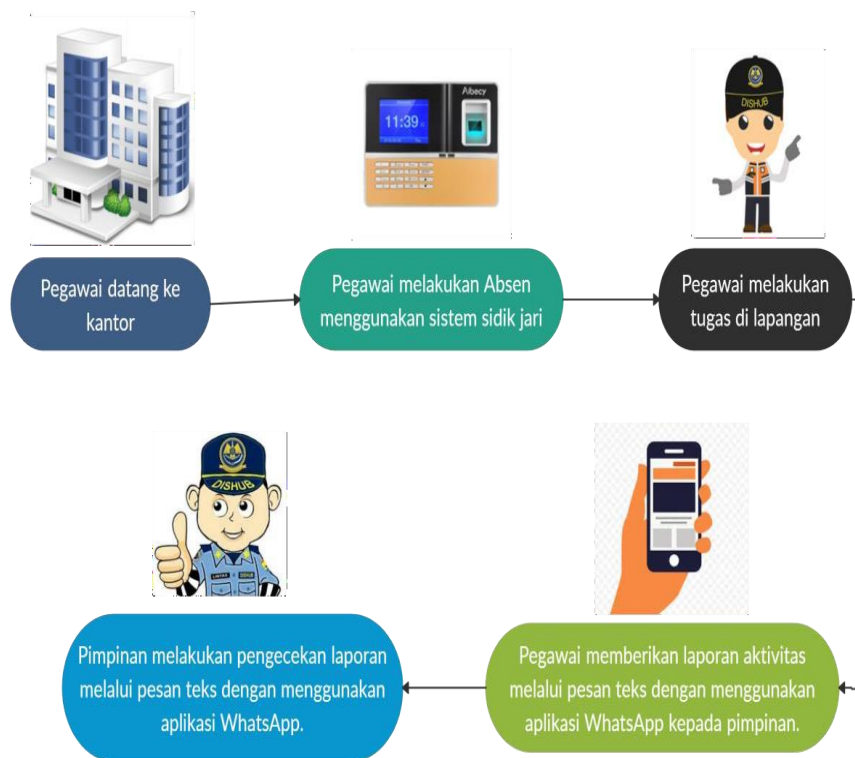 Aibecy
11:39
DISHUB
Pegawai datang ke
kantor
Pegawai melakukan Absen
menggunakan sistem sidik jari
Pegawai melakukan
tugas di lapangan
DISHUB
Pimpinan melakukan pengecekan laporan
melalui pesan teks dengan menggunakan
aplikasi WhatsApp.
Pegawai memberikan laporan aktivitas
melalui pesan teks dengan menggunakan
aplikasi WhatsApp kepada pimpinan.